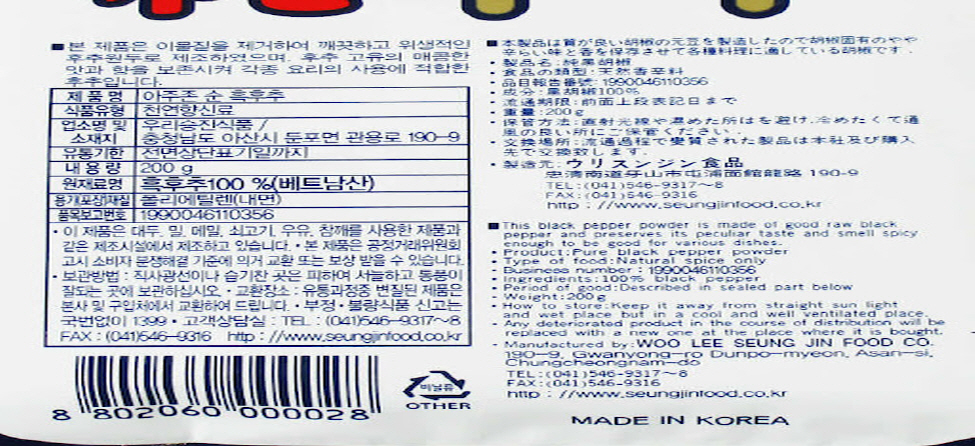 ■본 제품은 이물질을 제거하여 깨끗하고 위생적인
후추원두로 제조하였으며, 후추 고유의 매콤한
맛과 향을 보존시켜 각종 요리의 사용에 적합한
후추입니다.
제 품 명 아주존 순 흑후추
식품유형 천연향신료
업소명 및 소재지 우리승진식품 /
충청남도 아산시 둔포면 관용로 190-9
유통기한 전면상단표기일까지
내 용 량 200 g
원재료명 흑후추100 %(베트남산)
용기(포장)재질 폴리에틸렌(내면)
품목보고번호 19900046110356
• 이 제품은 대두, 밀, 메밀, 쇠고기, 우유, 참깨를 사용한 제품과
같은 제조시설에서 제조하고 있습니다. • 본 제품은 공정거래위원회
고시 소비자 분쟁해결 기준에 의거 교환 또는 보상 받을 수 있습니다.
• 보관방법 : 직사광선이나 습기찬 곳은 피하여 서늘하고 통풍이
잘되는 곳에 보관하십시오. • 교환장소 : 유통과정중 변질된 제품은
본사 및 구입처에서 교환하여 드립니다. • 부정 • 불량식품 신고는
국번없이 1399 • 고객상담실 : TEL : (041)546-9317~8
FAX : (041)546-9316 http : //www.seungjinfood.co.kr
8 802060 000028
비닐류
OTHER
■本製品は質が良い胡椒の元豆を製造したので胡椒固有のやや
辛らい味と香を保存させて各種料理に適している胡椒です.
• 製品名:純黒胡椒
• 食品の類型:天然香辛料
• 品目報告番號:19900046110356
• 成分:黒胡椒100%
• 流通期限:前面上段表記日まで
• 重量:200g
• 保管方法:直射光線や濕めた所はを避け,冷めたくて通
風の良い所にご保管ください.
• 交換場所:流通過程で變質された製品は本社及び購入
先で交換致します.
• 製造元:ウリスンジン食品
忠清南道牙山市屯浦面館龍路 190-9
TEL:(041)546-9317~8
FAX:(041)546-9316
http : //www.seungjinfood.co.kr
■This black pepper powder is made of good raw black
pepper and preserves its peculiar taste and smell spicy
enough to be good for various dishes.
• Product:Pure black pepper powder
• Type of food:Natural spice only
• Business number : 19900046110356
• Ingredients:100% black pepper
• Period of good:Described in sealed part below
• Weight:200g
• How to store:Keep it away from straight sun light
and wet place but in a cool and well ventilated place.
• Any deteriorated product in the course of distribution will be
replaced with a new one at the place where it is bought.
• Manufactured by:WOO LEE SEUNG JIN FOOD CO.
190-9, Gwanyong-ro Dunpo-myeon, Asan-si,
Chungcheongnam-do
TEL:(041)546-9317~8
FAX:(041)546-9316
http : //www.seungjinfood.co.kr
MADE IN KOREA